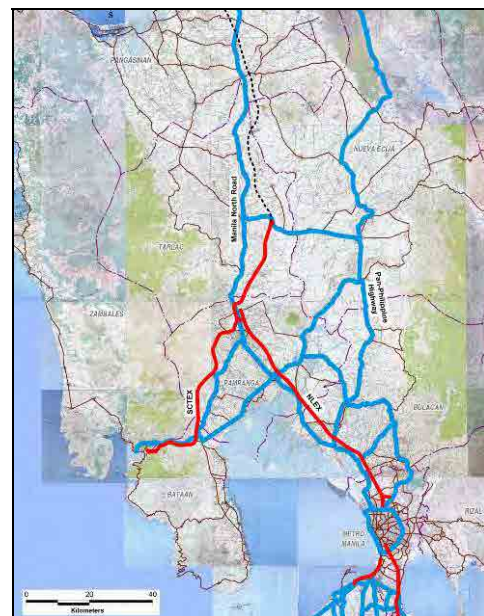 S
PANGASINAN
NUEVA ECIJA
Manila North Road
TARLAC
Pan-Philippine
Highway
ZAMBALES
PAMPANGA
SCTEX
NLEX
BULACAN
BATAAN
METRO
MANILA
RIZAL
0 20 40
Kilometers